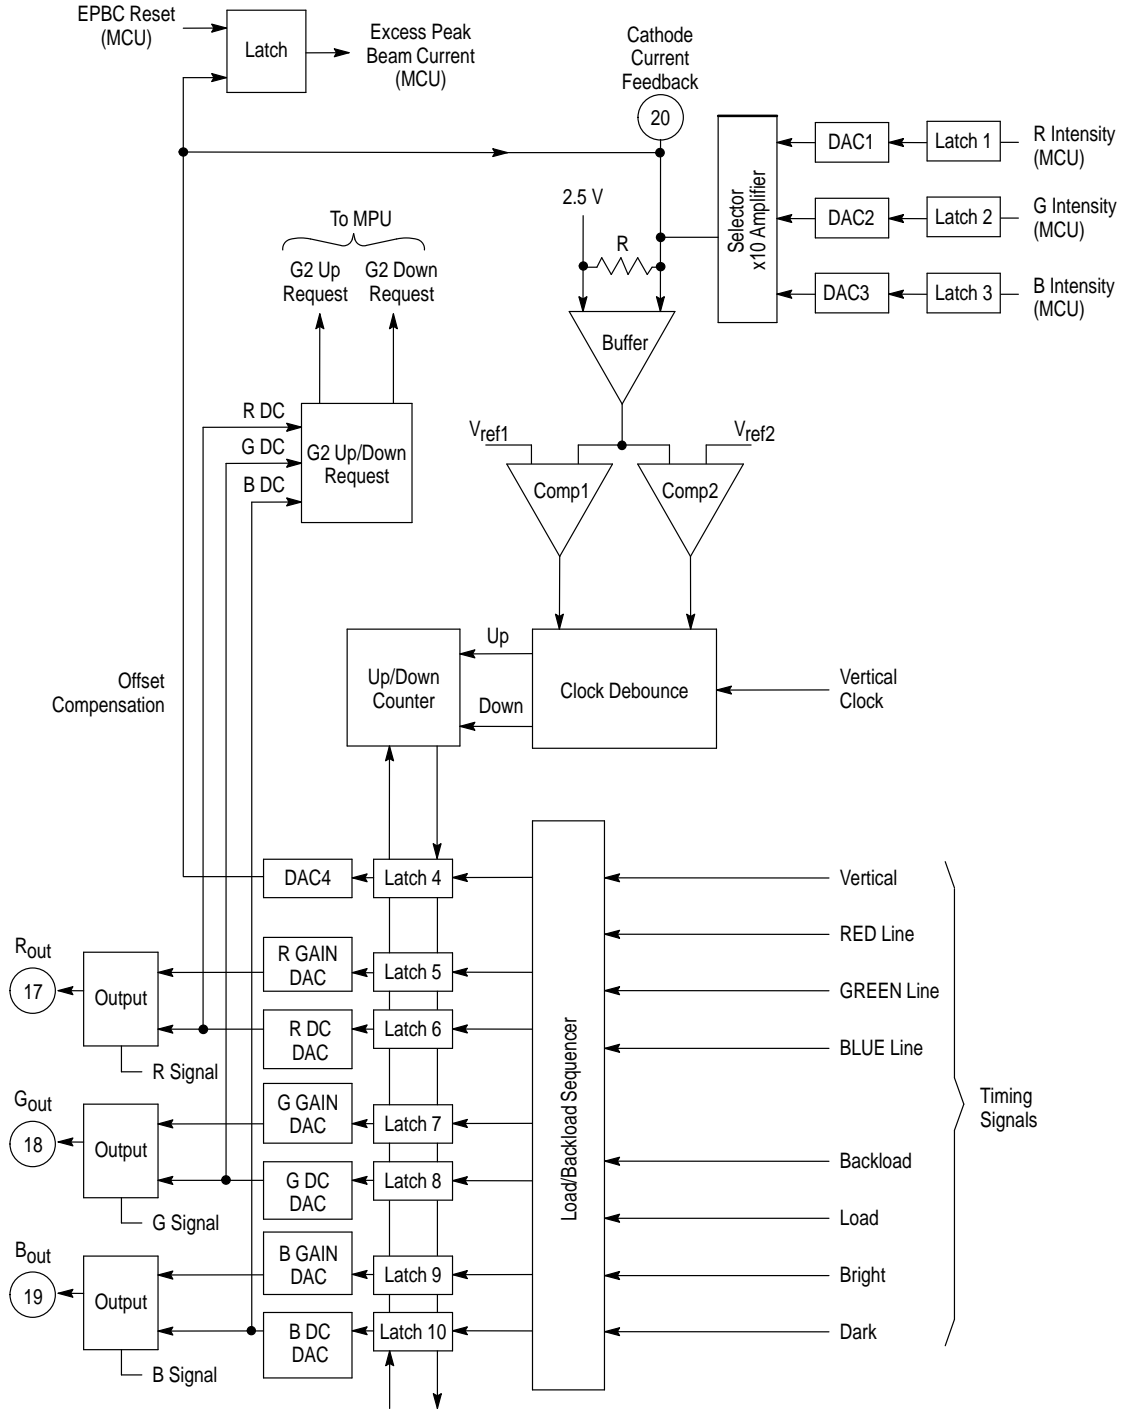 EPBC Reset
(MCU)
Latch
Excess Peak
Beam Current
(MCU)
Cathode
Current
Feedback
20
Selector
x10 Amplifier
DAC1
Latch 1
R Intensity
(MCU)
DAC2
Latch 2
G Intensity
(MCU)
DAC3
Latch 3
B Intensity
(MCU)
2.5 V
R
Buffer
To MPU
G2 Up
Request
G2 Down
Request
R DC
G DC
B DC
G2 Up/Down
Request
Vref1
Vref2
Comp1
Comp2
Up/Down
Counter
Up
Down
Clock Debounce
Vertical
Clock
Offset
Compensation
DAC4
Latch 4
R GAIN
DAC
Latch 5
R DC
DAC
Latch 6
G GAIN
DAC
Latch 7
G DC
DAC
Latch 8
B GAIN
DAC
Latch 9
B DC
DAC
Latch 10
Rout
17
Output
R Signal
Gout
18
Output
G Signal
Bout
19
Output
B Signal
Load/Backload Sequencer
Vertical
RED Line
GREEN Line
BLUE Line
Backload
Load
Bright
Dark
Timing
Signals